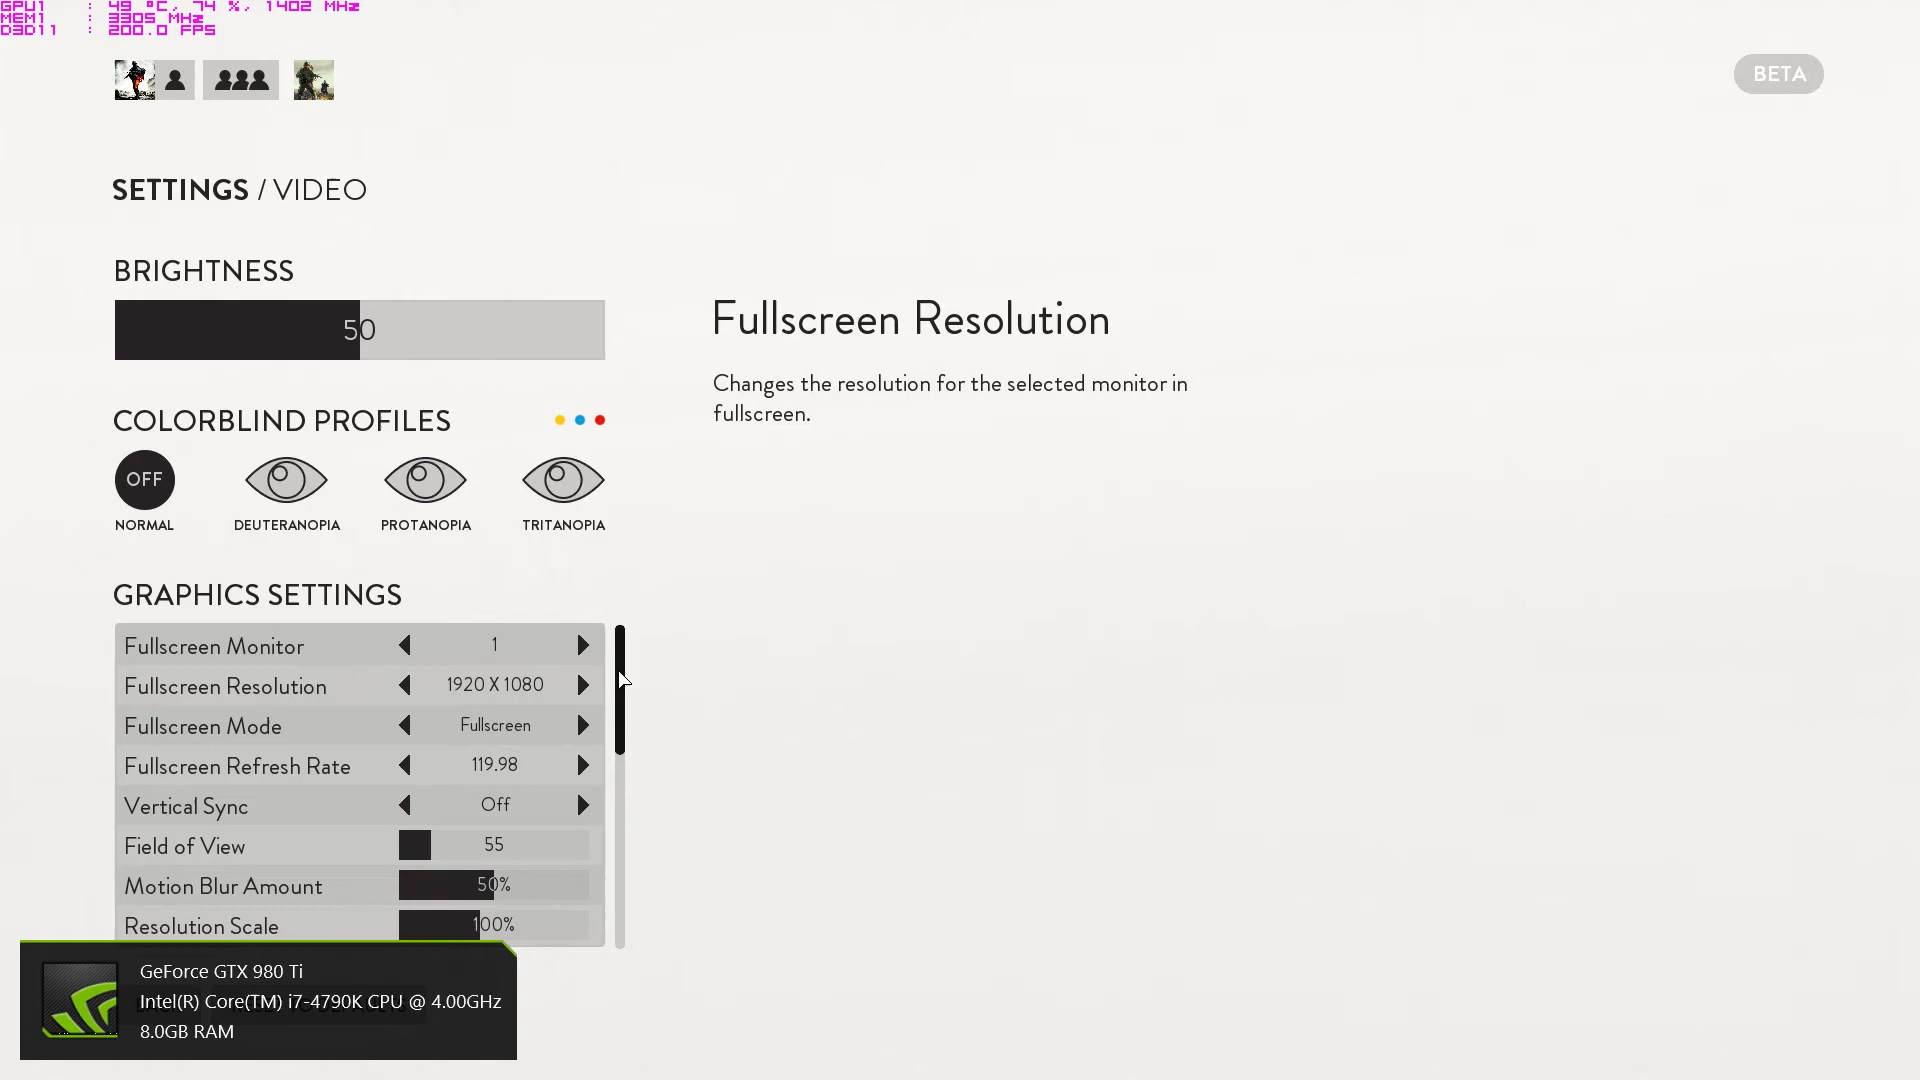 GPU1 : 49 °C, 74 %, 1402 MHz
MEM1 : 3305 MHz
D3D11 : 200.0 FPS
BETA
SETTINGS / VIDEO
BRIGHTNESS
50
COLORBLIND PROFILES
OFF
NORMAL DEUTERANOPIA PROTANOPIA TRITANOPIA
GRAPHICS SETTINGS
Fullscreen Monitor 1
Fullscreen Resolution 1920 X 1080
Fullscreen Mode Fullscreen
Fullscreen Refresh Rate 119.98
Vertical Sync Off
Field of View 55
Motion Blur Amount 50%
Resolution Scale 100%
Fullscreen Resolution
Changes the resolution for the selected monitor in
fullscreen.
GeForce GTX 980 Ti
Intel(R) Core(TM) i7-4790K CPU @ 4.00GHz
8.0GB RAM